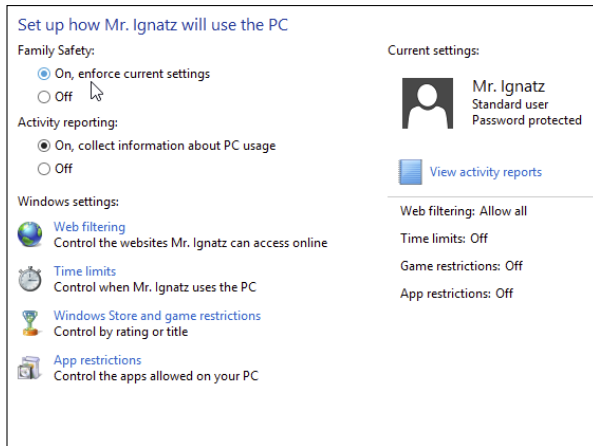 Set up how Mr. Ignatz will use the PC
Family Safety:
On, enforce current settings
Off
Activity reporting:
On, collect information about PC usage
Off
Windows settings:
Web filtering
Control the websites Mr. Ignatz can access online
Time limits
Control when Mr. Ignatz uses the PC
Windows Store and game restrictions
Control by rating or title
App restrictions
Control the apps allowed on your PC
Current settings:
Mr. Ignatz
Standard user
Password protected
View activity reports
Web filtering: Allow all
Time limits: Off
Game restrictions: Off
App restrictions: Off